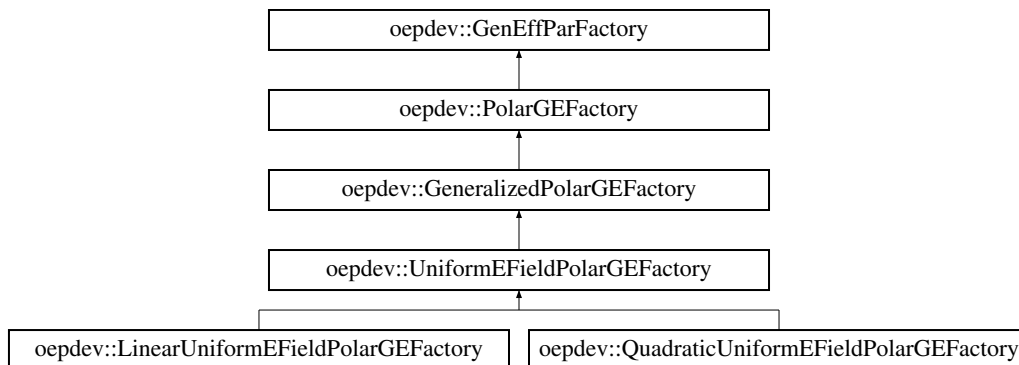 oepdev::GenEffParFactory
oepdev::PolarGEFactory
oepdev::GeneralizedPolarGEFactory
oepdev::UniformEFieldPolarGEFactory
oepdev::LinearUniformEFieldPolarGEFactory
oepdev::QuadraticUniformEFieldPolarGEFactory